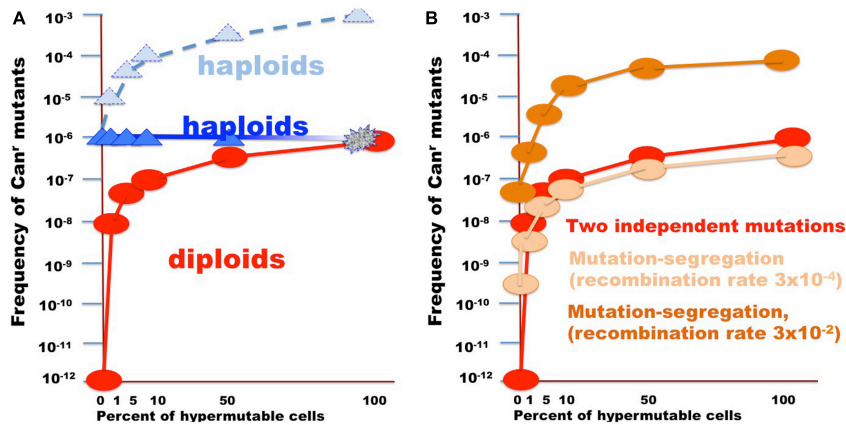 A
Frequency of Canʳ mutants
10⁻³
10⁻⁴
10⁻⁵
10⁻⁶
10⁻⁷
10⁻⁸
10⁻⁹
10⁻¹⁰
10⁻¹¹
10⁻¹²
haploids
haploids
diploids
0 1 5 10 50 100
Percent of hypermutable cells
B
Frequency of Canʳ mutants
10⁻³
10⁻⁴
10⁻⁵
10⁻⁶
10⁻⁷
10⁻⁸
10⁻⁹
10⁻¹⁰
10⁻¹¹
10⁻¹²
Two independent mutations
Mutation-segregation
(recombination rate 3x10⁻⁴)
Mutation-segregation,
(recombination rate 3x10⁻²)
0 1 5 10 50 100
Percent of hypermutable cells